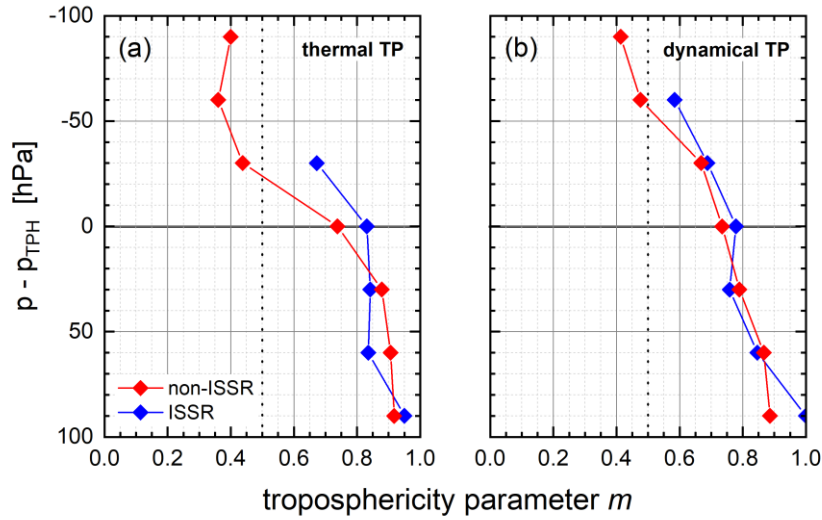 (a) thermal TP
(b) dynamical TP
-100
-50
0
50
100
p - pTPH [hPa]
non-ISSR
ISSR
0.0 0.2 0.4 0.6 0.8 1.0
0.0 0.2 0.4 0.6 0.8 1.0
troposphericity parameter m